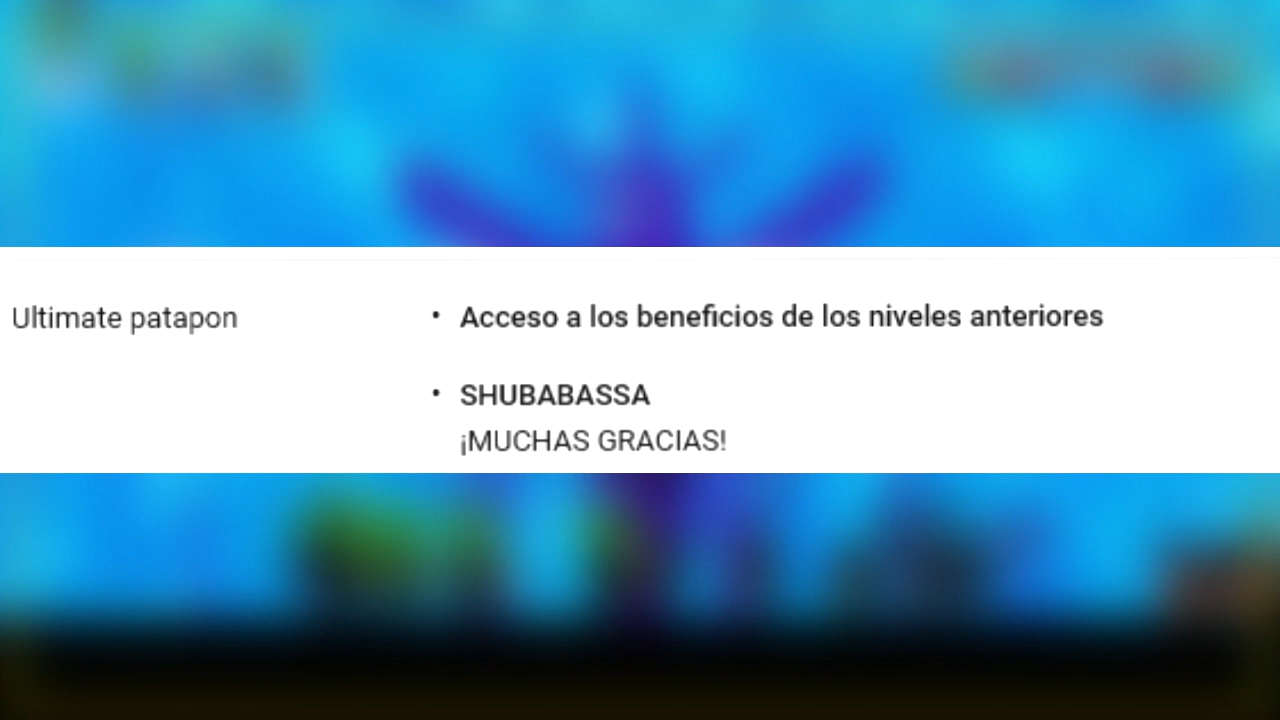 Ultimate patapon
• Acceso a los beneficios de los niveles anteriores
• SHUBABASSA
¡MUCHAS GRACIAS!